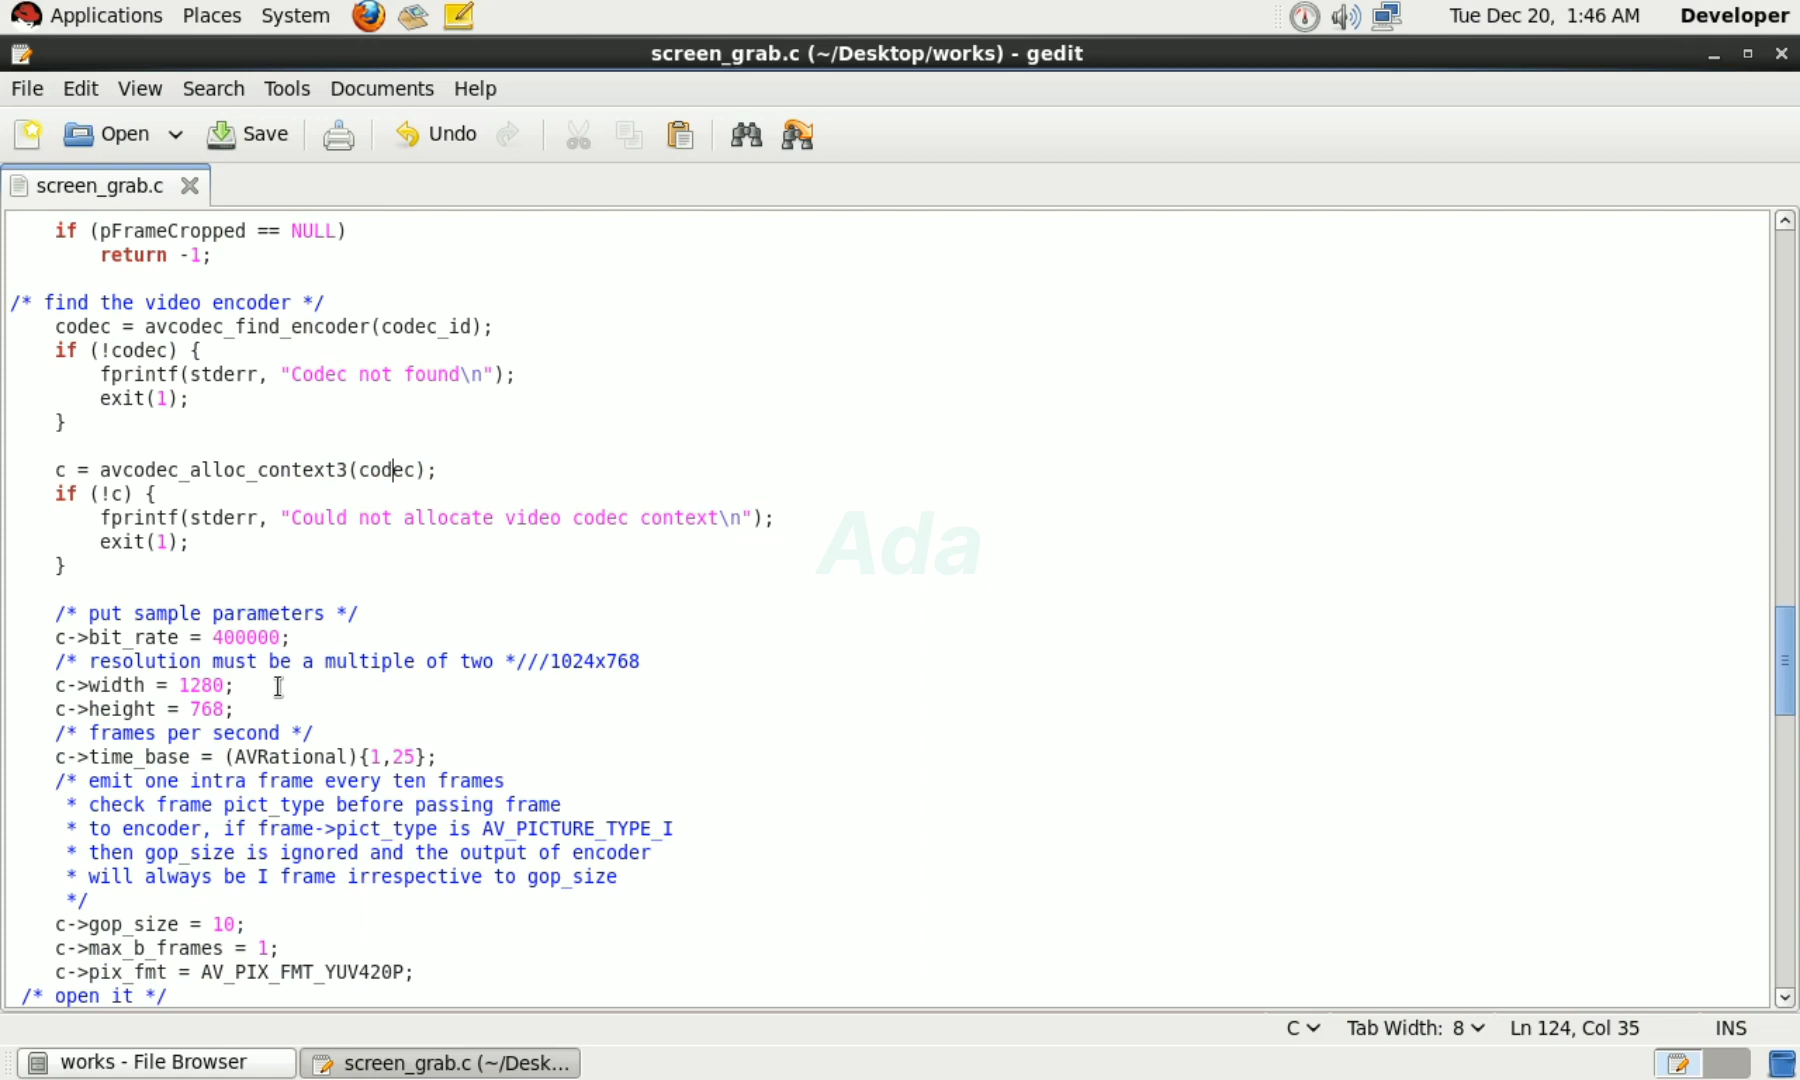 Applications Places System Tue Dec 20, 1:46 AM Developer
screen_grab.c (~/Desktop/works) - gedit
File Edit View Search Tools Documents Help
Open Save Undo
screen_grab.c
if (pFrameCropped == NULL)
return -1;
/* find the video encoder */
codec = avcodec_find_encoder(codec_id);
if (!codec) {
fprintf(stderr, "Codec not found\n");
exit(1);
}
c = avcodec_alloc_context3(codec);
if (!c) {
fprintf(stderr, "Could not allocate video codec context\n");
exit(1);
}
Ada
/* put sample parameters */
c->bit_rate = 400000;
/* resolution must be a multiple of two *///1024x768
c->width = 1280;
c->height = 768;
/* frames per second */
c->time_base = (AVRational){1,25};
/* emit one intra frame every ten frames
* check frame pict_type before passing frame
* to encoder, if frame->pict_type is AV_PICTURE_TYPE_I
* then gop_size is ignored and the output of encoder
* will always be I frame irrespective to gop_size
*/
c->gop_size = 10;
c->max_b_frames = 1;
c->pix_fmt = AV_PIX_FMT_YUV420P;
/* open it */
C Tab Width: 8 Ln 124, Col 35 INS
works - File Browser screen_grab.c (~/Desk...